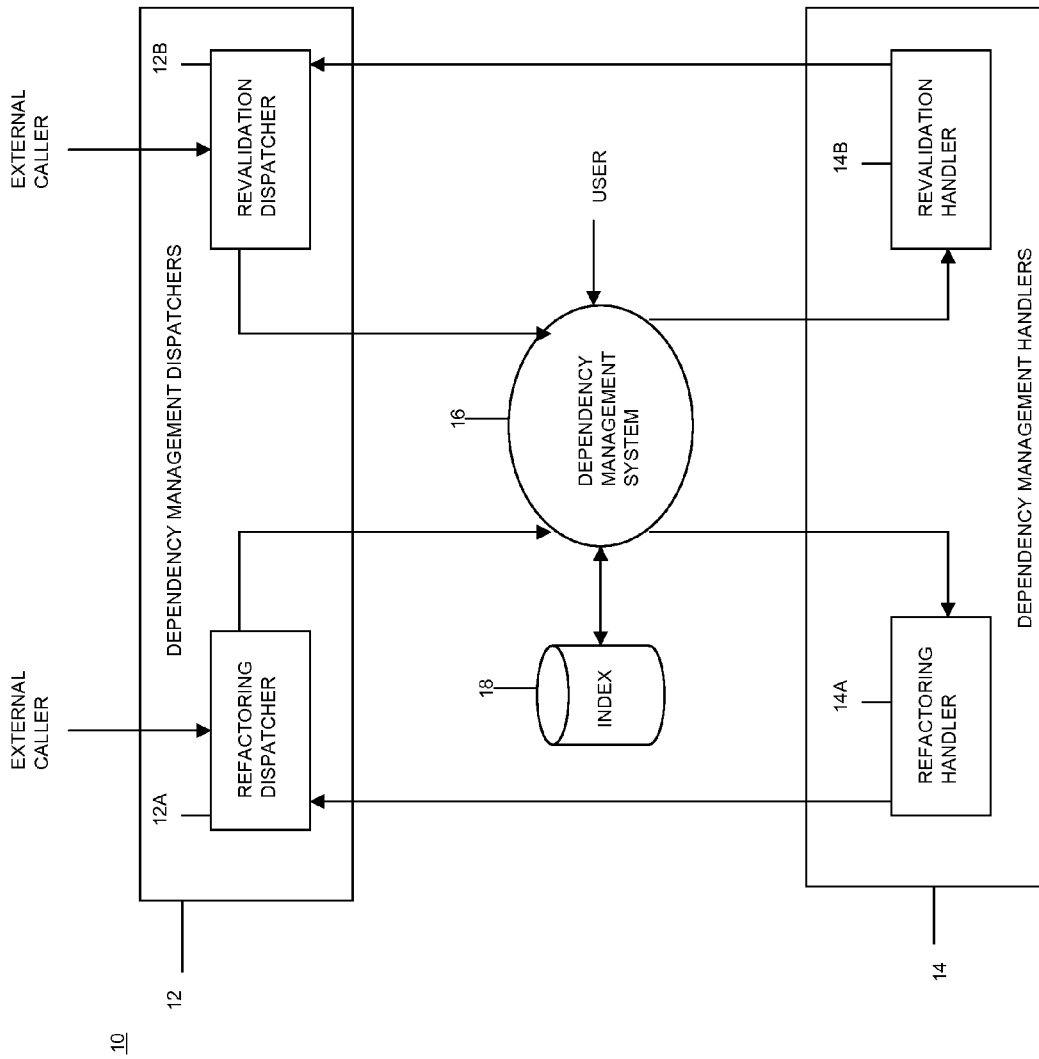 10
12
14
EXTERNAL
CALLER
EXTERNAL
CALLER
DEPENDENCY MANAGEMENT DISPATCHERS
12A
REFACTORING
DISPATCHER
12B
REVALIDATION
DISPATCHER
16
DEPENDENCY
MANAGEMENT
SYSTEM
USER
18
INDEX
14A
REFACTORING
HANDLER
14B
REVALIDATION
HANDLER
DEPENDENCY MANAGEMENT HANDLERS